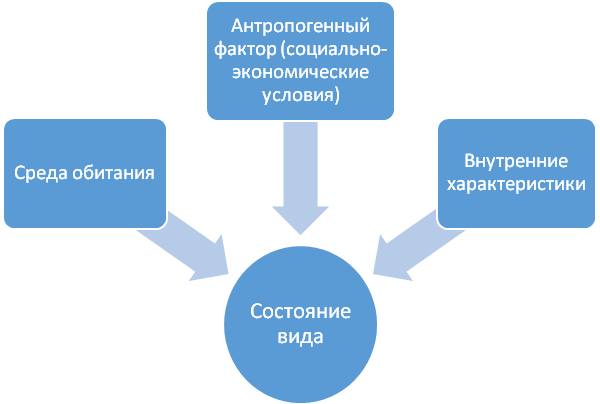 Антропогенный
фактор (социально-
экономические
условия)
Среда обитания
Внутренние
характеристики
Состояние
вида